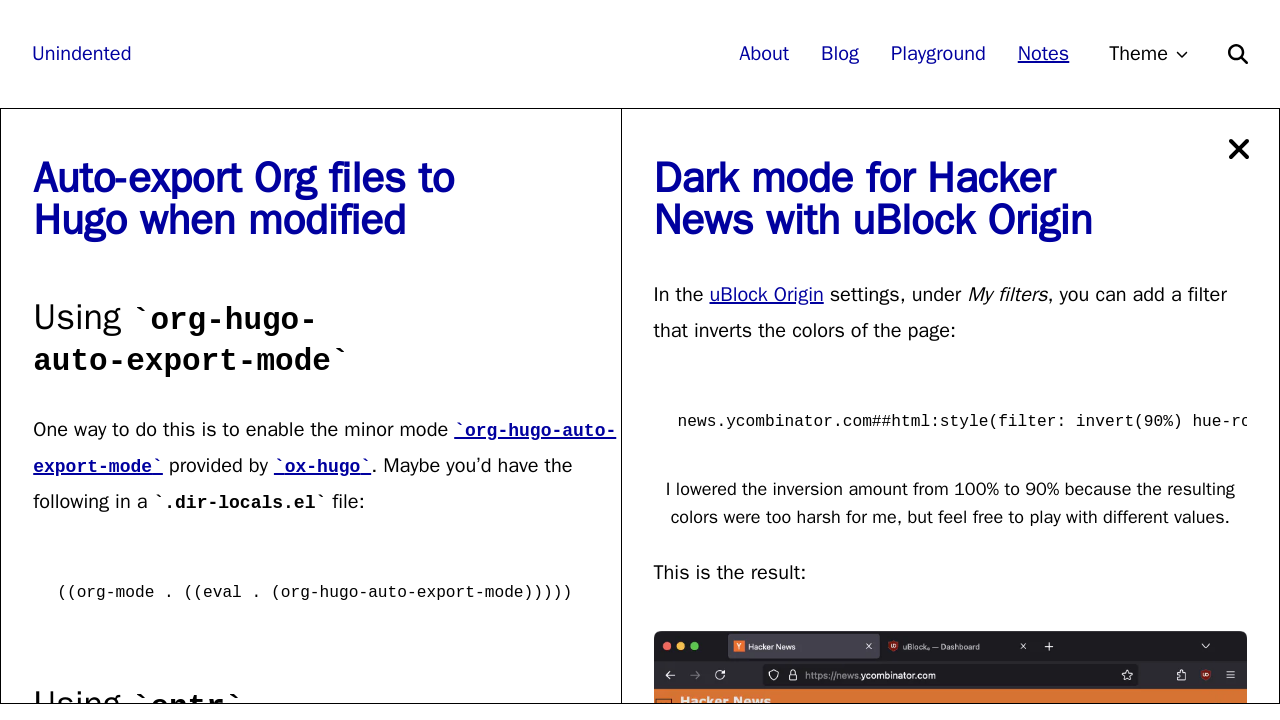 Unindented
About Blog Playground Notes Theme
Auto-export Org files to
Hugo when modified
Using `org-hugo-
auto-export-mode`
One way to do this is to enable the minor mode `org-hugo-auto-
export-mode` provided by `ox-hugo`. Maybe you’d have the
following in a `.dir-locals.el` file:
((org-mode . ((eval . (org-hugo-auto-export-mode)))))
Using `entr`
Dark mode for Hacker
News with uBlock Origin
In the uBlock Origin settings, under My filters, you can add a filter
that inverts the colors of the page:
news.ycombinator.com##html:style(filter: invert(90%) hue-ro
I lowered the inversion amount from 100% to 90% because the resulting
colors were too harsh for me, but feel free to play with different values.
This is the result:
Hacker News uBlock₀ — Dashboard
https://news.ycombinator.com
Hacker News